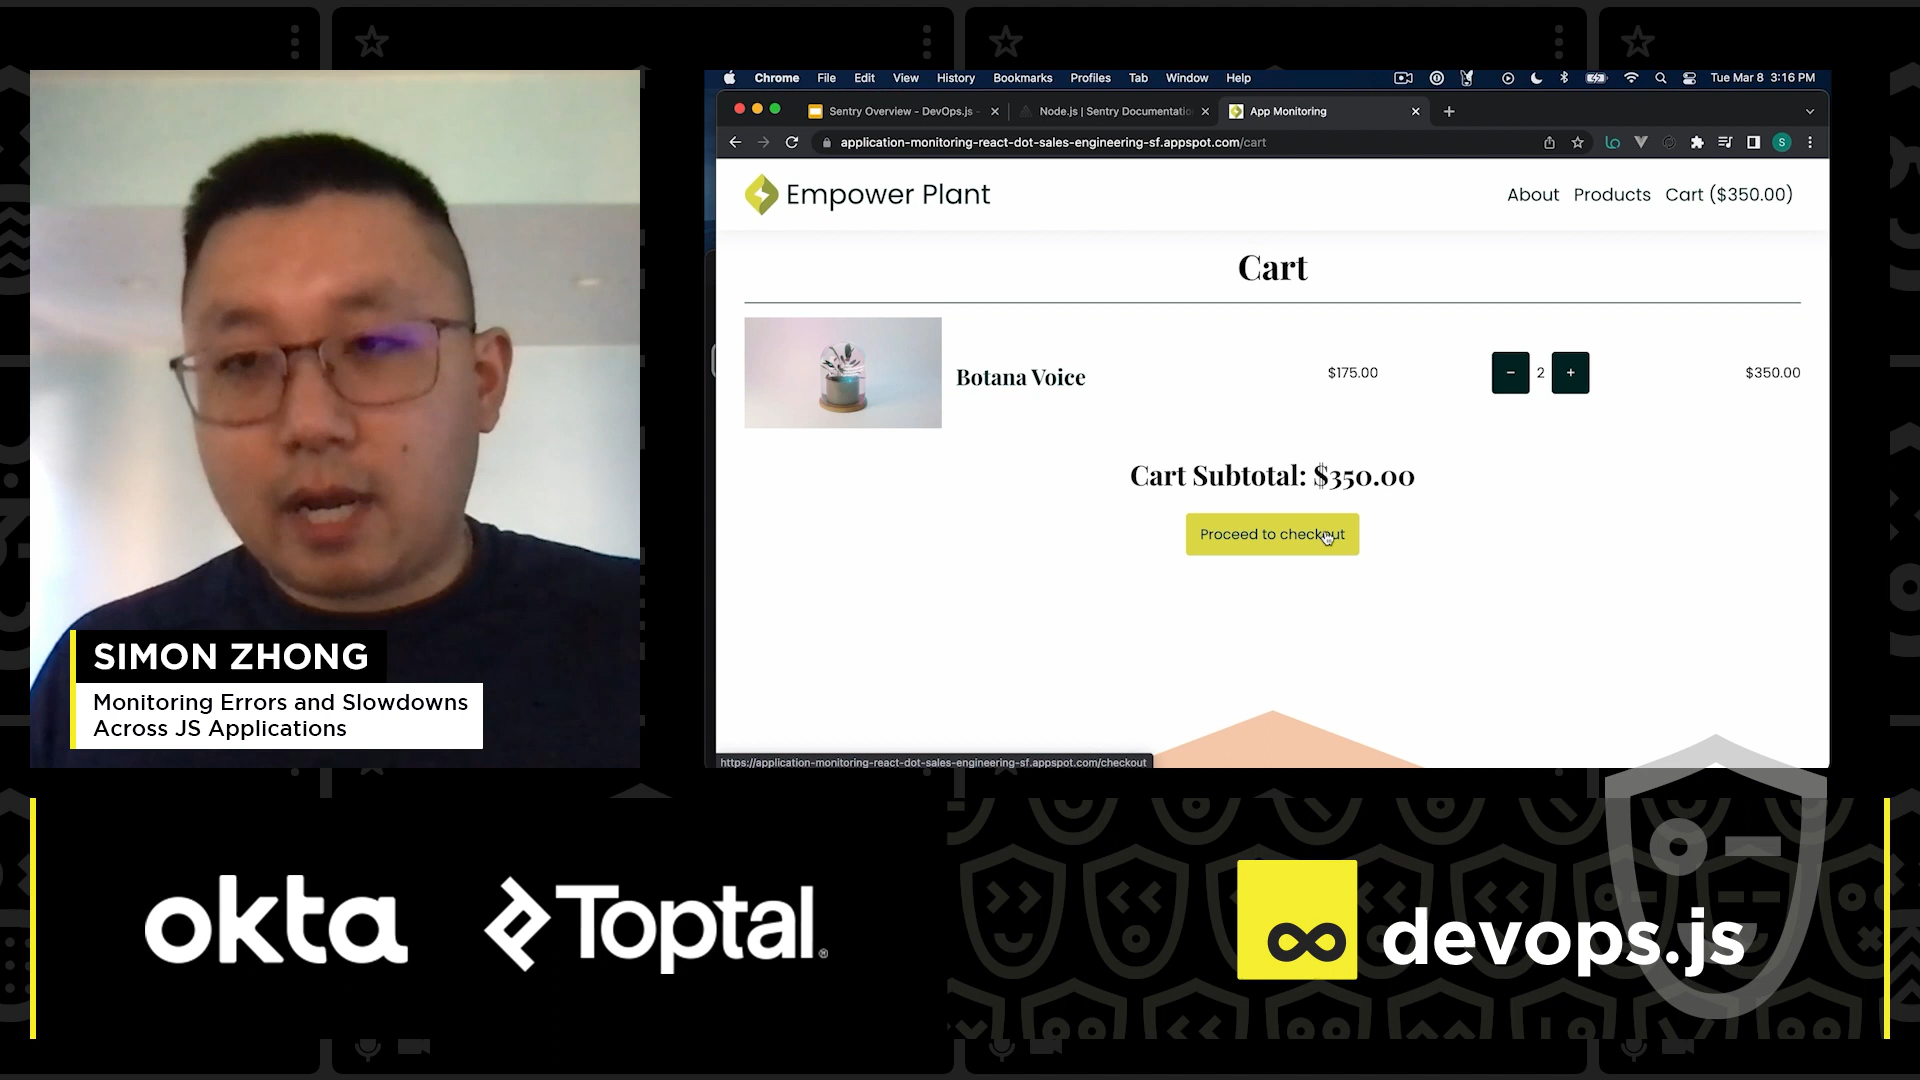 Chrome File Edit View History Bookmarks Profiles Tab Window Help Tue Mar 8 3:16 PM
Sentry Overview - DevOps.js - Node.js | Sentry Documentatio App Monitoring
application-monitoring-react-dot-sales-engineering-sf.appspot.com/cart
S
Empower Plant About Products Cart ($350.00)
Cart
Botana Voice $175.00 − 2 + $350.00
Cart Subtotal: $350.00
Proceed to checkout
https://application-monitoring-react-dot-sales-engineering-sf.appspot.com/checkout
SIMON ZHONG
Monitoring Errors and Slowdowns
Across JS Applications
okta Toptal®
devops.js